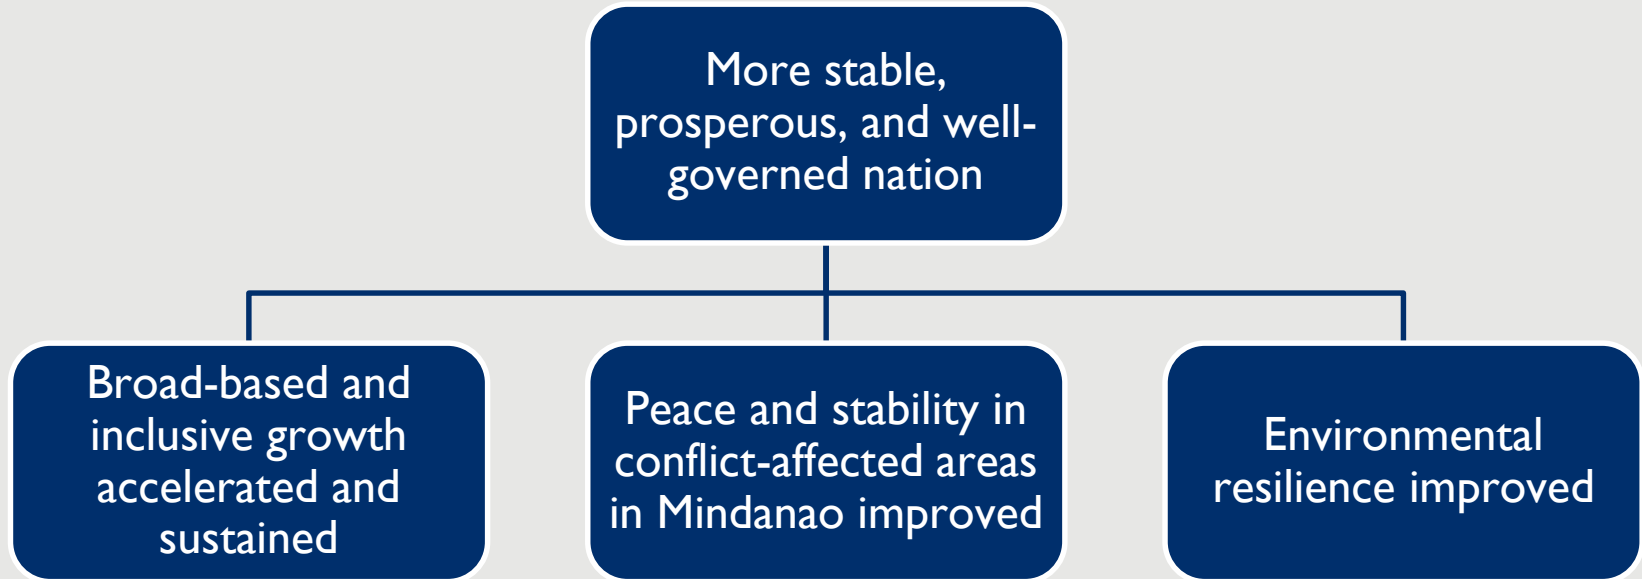 More stable,
prosperous, and well-
governed nation
Broad-based and
inclusive growth
accelerated and
sustained
Peace and stability in
conflict-affected areas
in Mindanao improved
Environmental
resilience improved